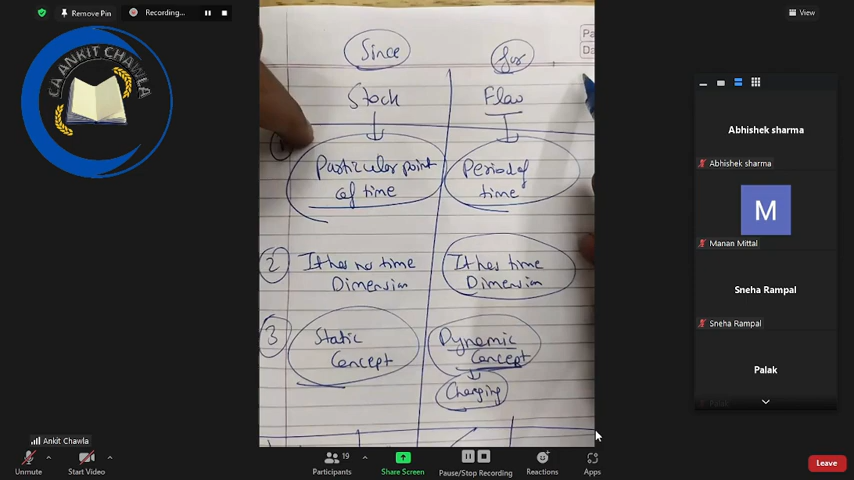 Remove Pin
Recording...
View
CA ANKIT CHAWLA
Since
for
Stock
Flow
Particular point
of time
Period of
time
2
It has no time
Dimension
It has time
Dimension
3
Static
Concept
Dynamic
Concept
Changing
Abhishek sharma
Abhishek sharma
M
Manan Mittal
Sneha Rampal
Sneha Rampal
Palak
Palak
Ankit Chawla
Unmute
Start Video
19
Participants
Share Screen
Pause/Stop Recording
Reactions
Apps
Leave